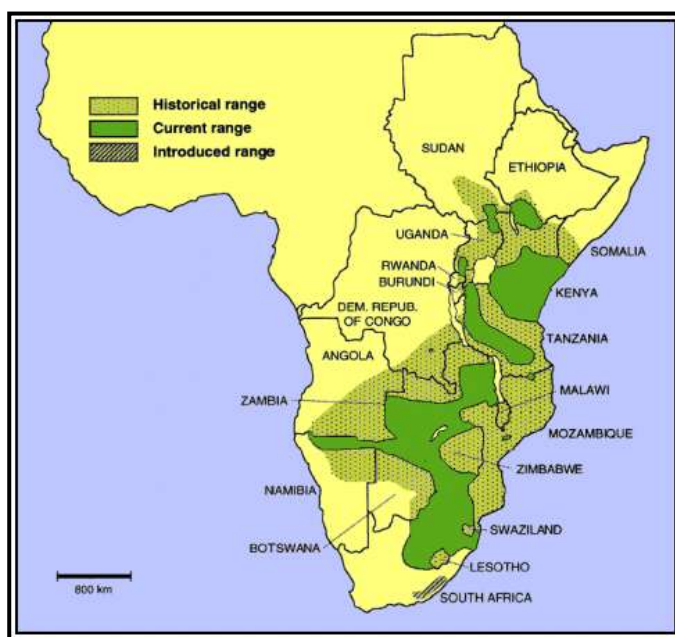 Historical range
Current range
Introduced range
SUDAN
ETHIOPIA
UGANDA
SOMALIA
RWANDA
BURUNDI
KENYA
DEM. REPUB.
OF CONGO
TANZANIA
ANGOLA
MALAWI
ZAMBIA
MOZAMBIQUE
ZIMBABWE
NAMIBIA
SWAZILAND
BOTSWANA
LESOTHO
800 km
SOUTH AFRICA